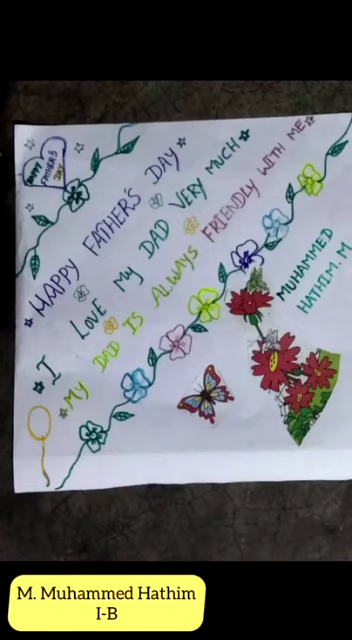 HAPPY
FATHER'S
DAY
HAPPY FATHER'S DAY
I LOVE My DAD VERY MUCH
MY DAD IS ALWAYS FRIENDLY WITH ME
MUHAMMED
HATHIM. M
M. Muhammed Hathim
I-B